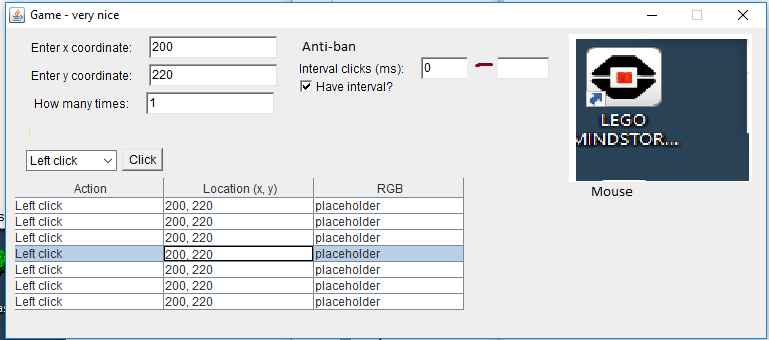 Game - very nice
Enter x coordinate: 200
Enter y coordinate: 220
How many times: 1
Anti-ban
Interval clicks (ms): 0
Have interval?
LEGO
MINDSTOR...
Mouse
Left click Click
Action Location (x, y) RGB
Left click 200, 220 placeholder
Left click 200, 220 placeholder
Left click 200, 220 placeholder
Left click 200, 220 placeholder
Left click 200, 220 placeholder
Left click 200, 220 placeholder
Left click 200, 220 placeholder